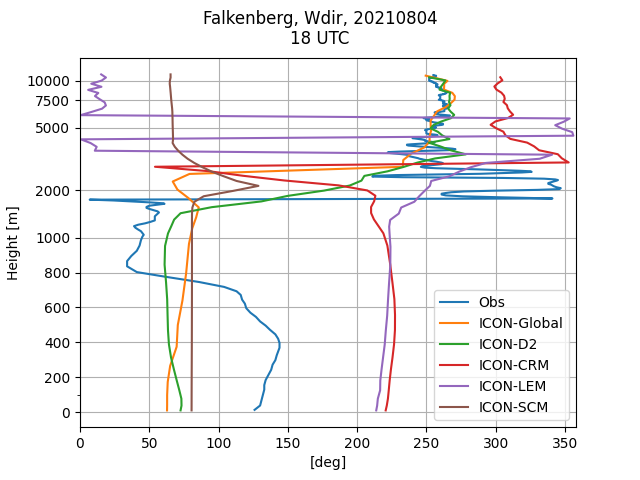 Falkenberg, Wdir, 20210804
18 UTC
10000
7500
5000
2000
1000
800
600
400
200
0
Height [m]
0 50 100 150 200 250 300 350
[deg]
Obs
ICON-Global
ICON-D2
ICON-CRM
ICON-LEM
ICON-SCM